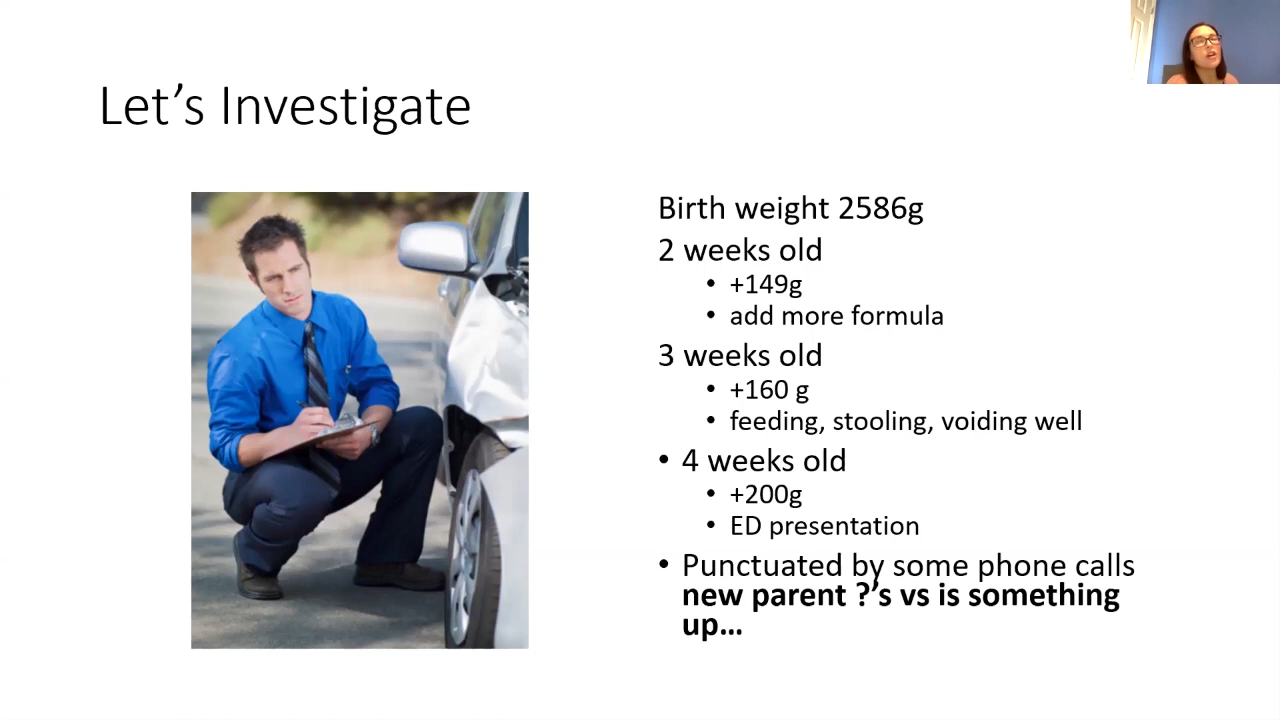 Let’s Investigate
Birth weight 2586g
2 weeks old
• +149g
• add more formula
3 weeks old
• +160 g
• feeding, stooling, voiding well
• 4 weeks old
• +200g
• ED presentation
• Punctuated by some phone calls
new parent ?’s vs is something
up…